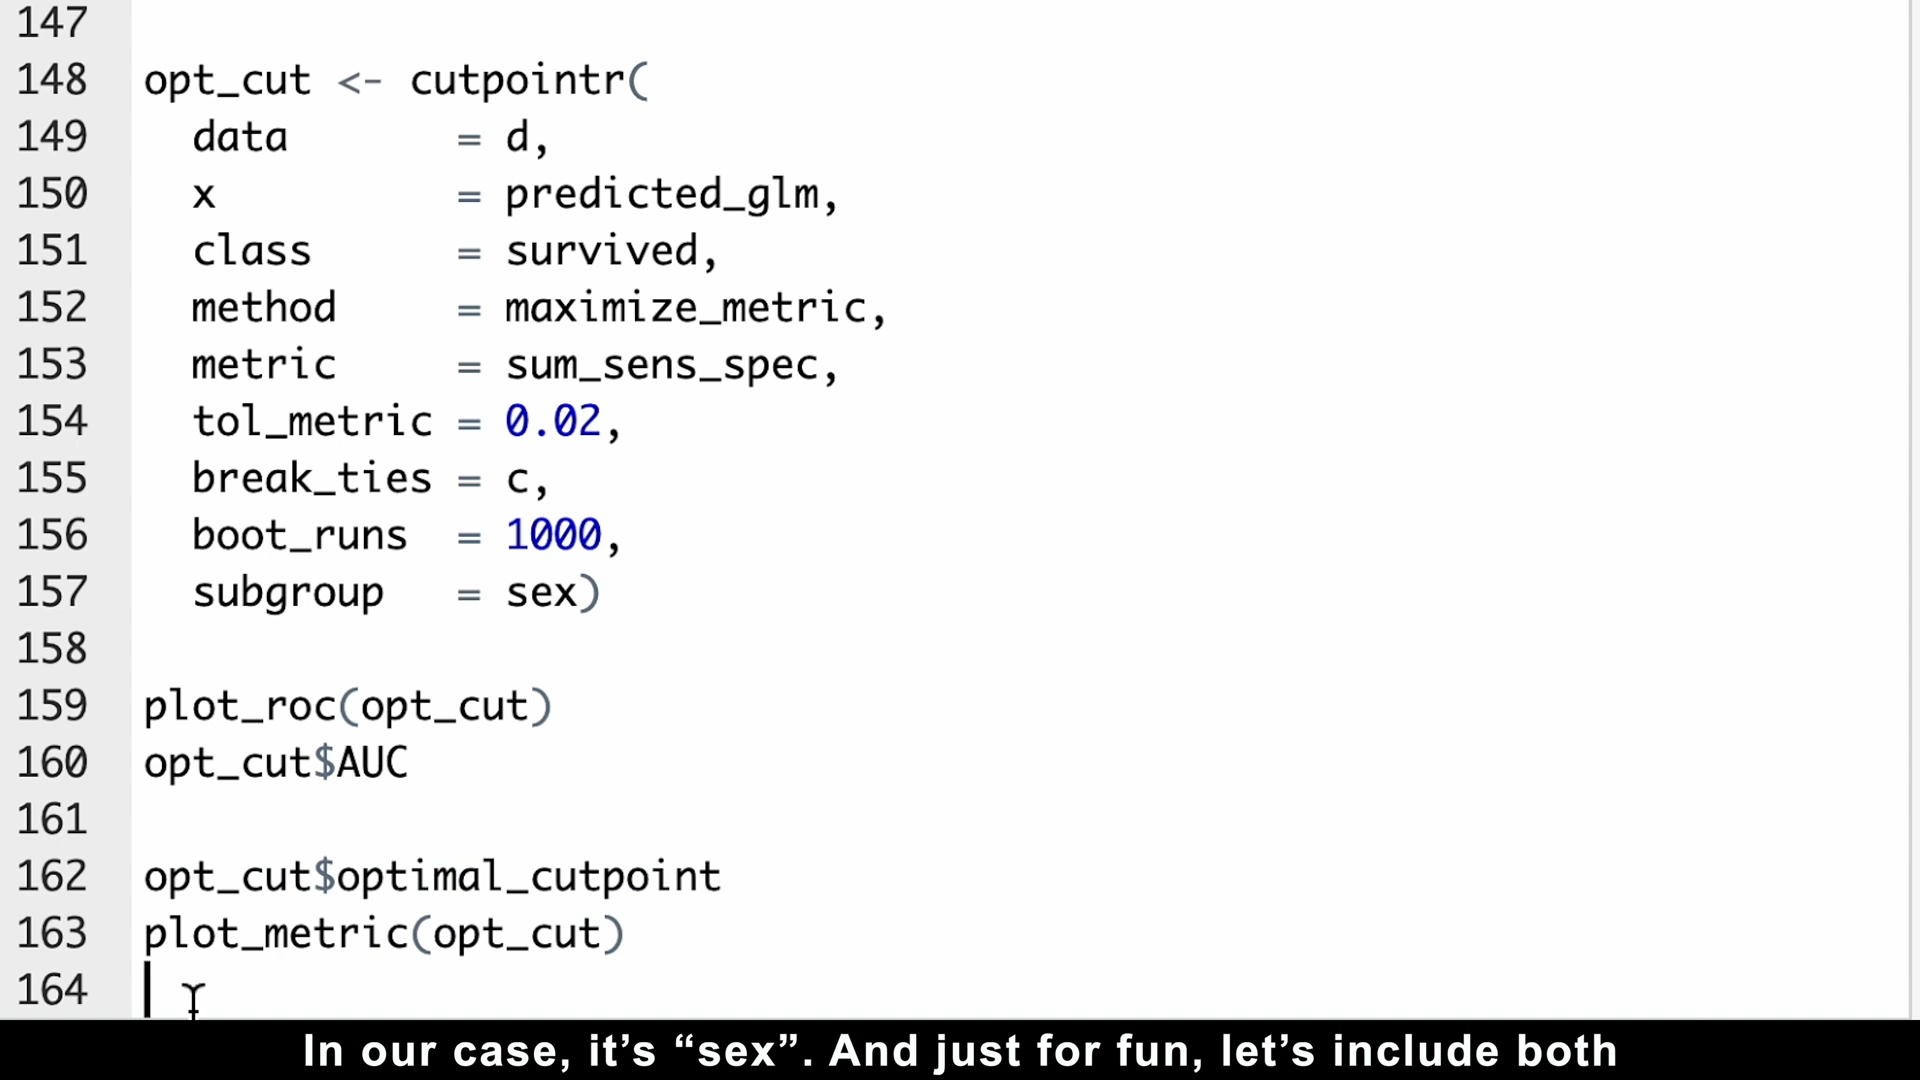 147
148 opt_cut <- cutpointr(
149 data = d,
150 x = predicted_glm,
151 class = survived,
152 method = maximize_metric,
153 metric = sum_sens_spec,
154 tol_metric = 0.02,
155 break_ties = c,
156 boot_runs = 1000,
157 subgroup = sex)
158
159 plot_roc(opt_cut)
160 opt_cut$AUC
161
162 opt_cut$optimal_cutpoint
163 plot_metric(opt_cut)
164
In our case, it's “sex”. And just for fun, let's include both